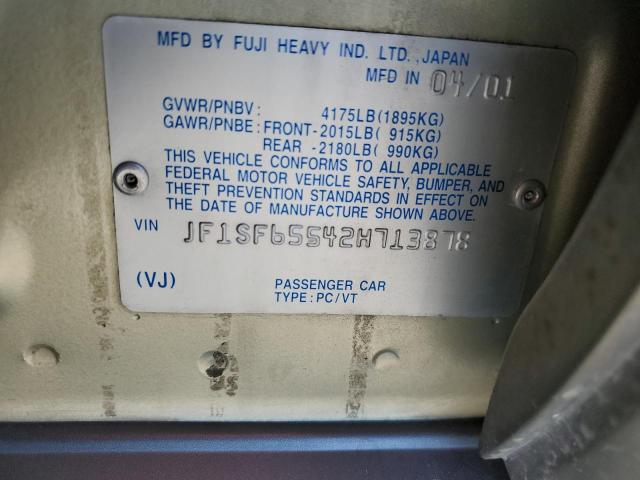 MFD BY FUJI HEAVY IND. LTD., JAPAN
MFD IN 04/01
GVWR/PNBV: 4175LB(1895KG)
GAWR/PNBE: FRONT-2015LB( 915KG)
REAR -2180LB( 990KG)
THIS VEHICLE CONFORMS TO ALL APPLICABLE
FEDERAL MOTOR VEHICLE SAFETY, BUMPER, AND
THEFT PREVENTION STANDARDS IN EFFECT ON
THE DATE OF MANUFACTURE SHOWN ABOVE.
VIN JF1SF65542H713878
(VJ) PASSENGER CAR
TYPE:PC/VT